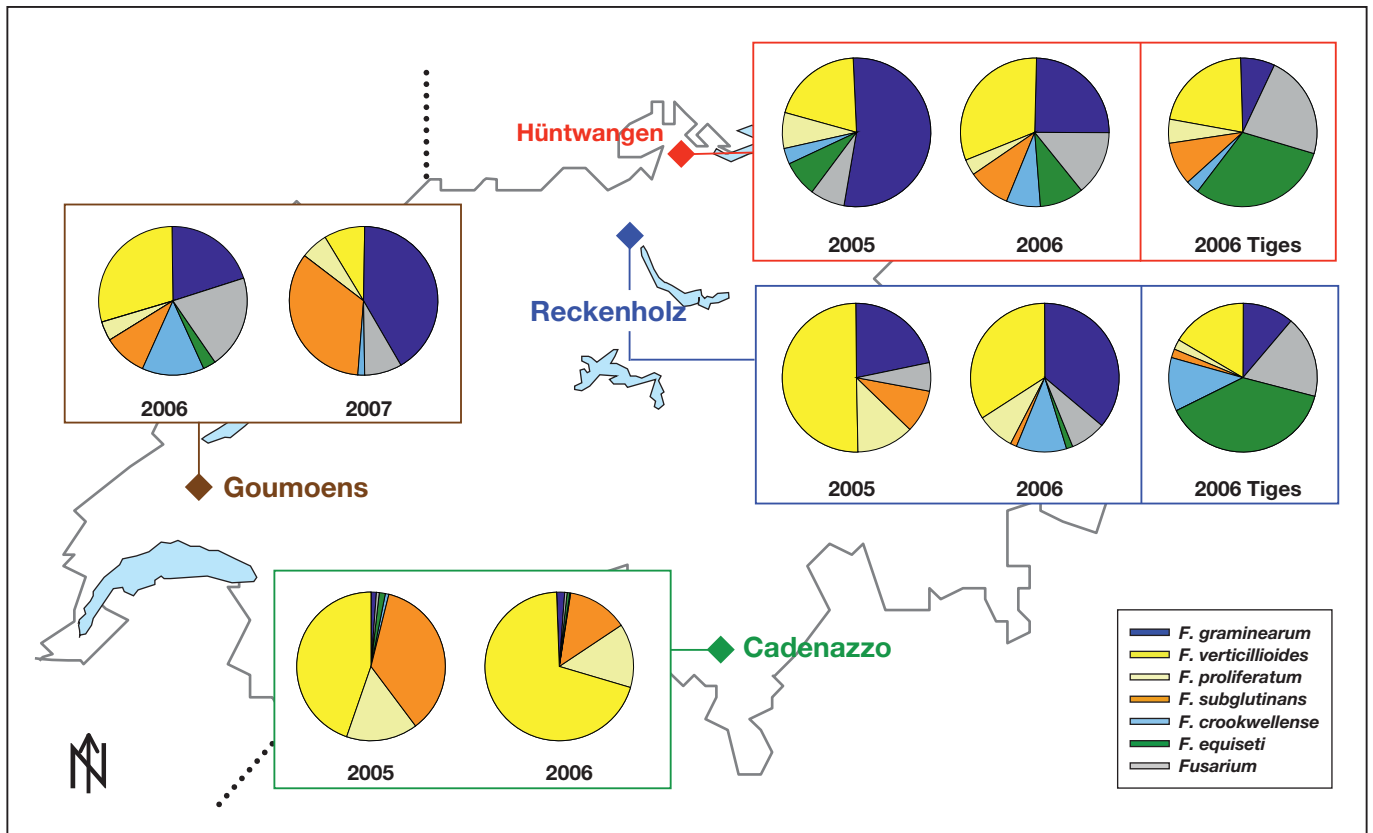 Hüntwangen
2005
2006
2006 Tiges
Reckenholz
2005
2006
2006 Tiges
2006
2007
Goumoens
Cadenazzo
2005
2006
F. graminearum
F. verticillioides
F. proliferatum
F. subglutinans
F. crookwellense
F. equiseti
Fusarium
N